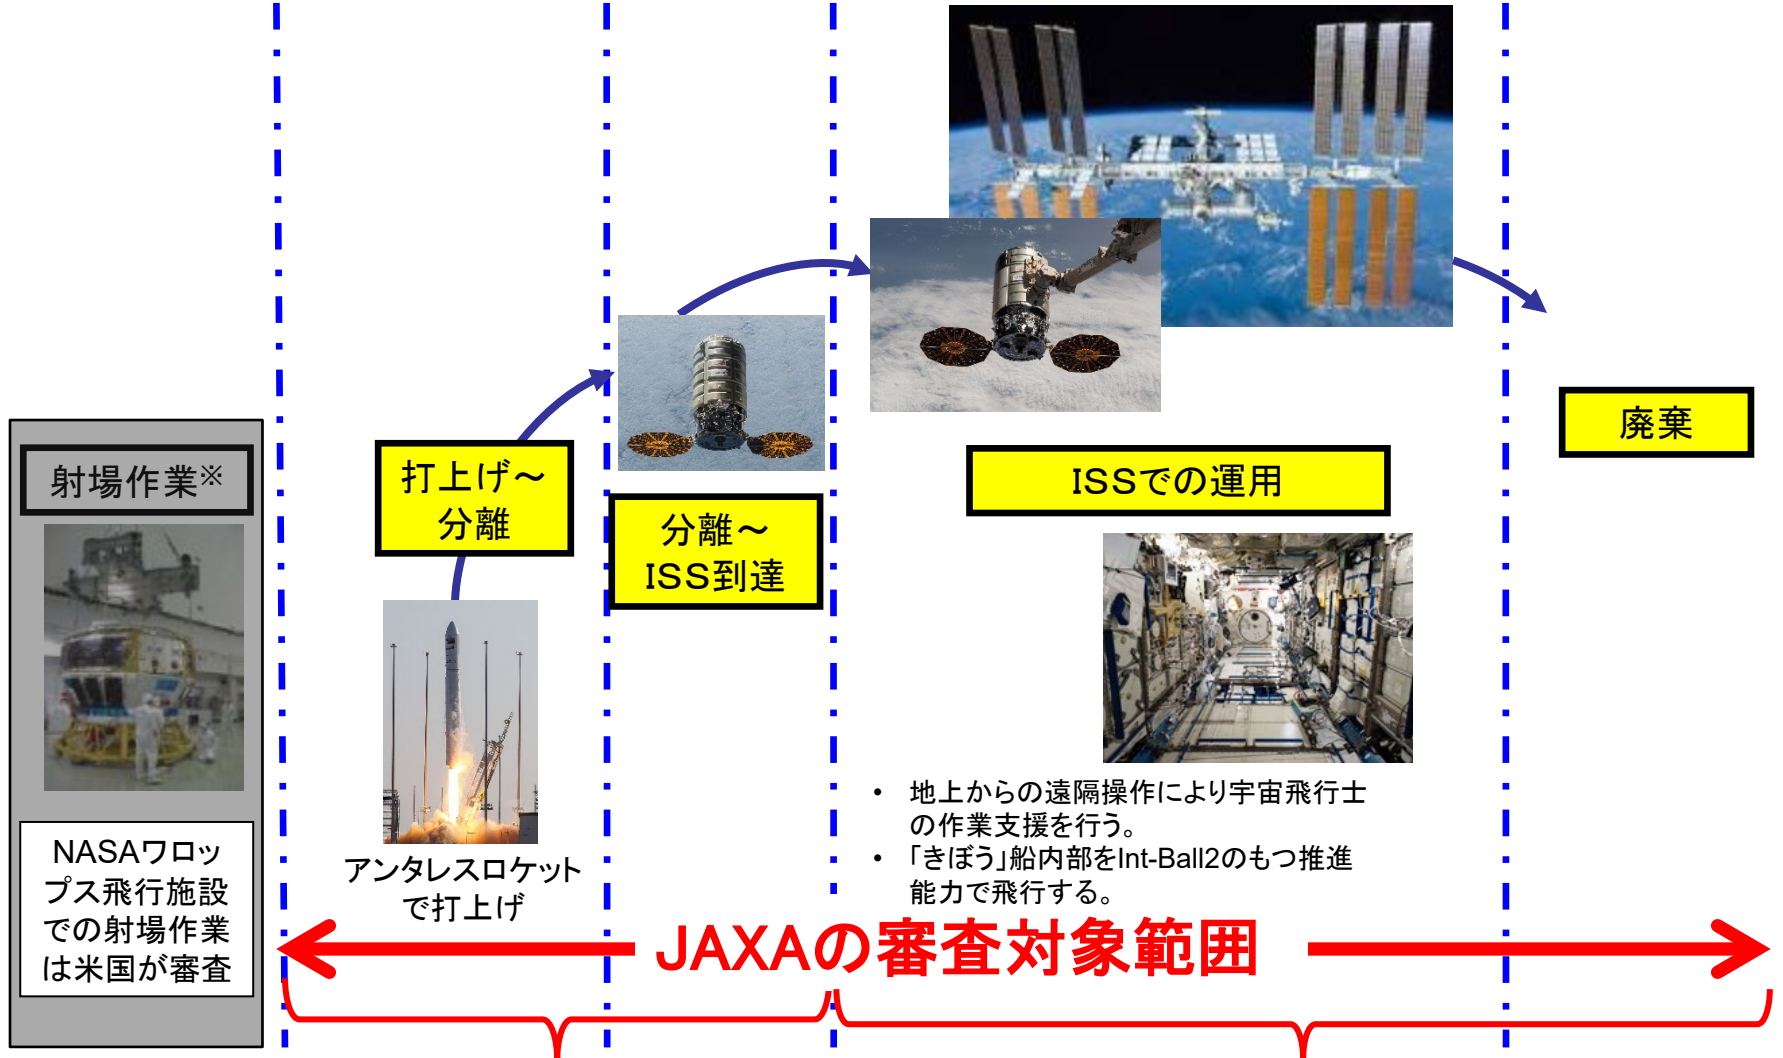 射場作業※
NASAワロッ
プス飛行施設
での射場作業
は米国が審査
打上げ～
分離
アンタレスロケット
で打上げ
分離～
ISS到達
ISSでの運用
• 地上からの遠隔操作により宇宙飛行士
の作業支援を行う。
• 「きぼう」船内部をInt-Ball2のもつ推進
能力で飛行する。
廃棄
JAXAの審査対象範囲